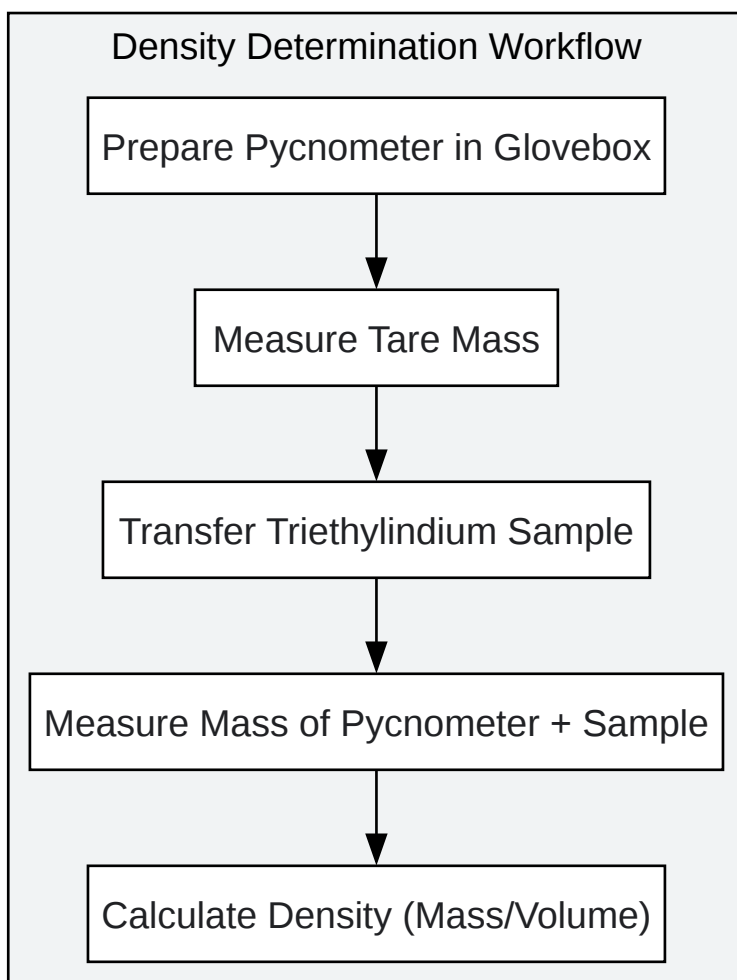 Density Determination Workflow
Prepare Pycnometer in Glovebox
Measure Tare Mass
Transfer Triethylindium Sample
Measure Mass of Pycnometer + Sample
Calculate Density (Mass/Volume)